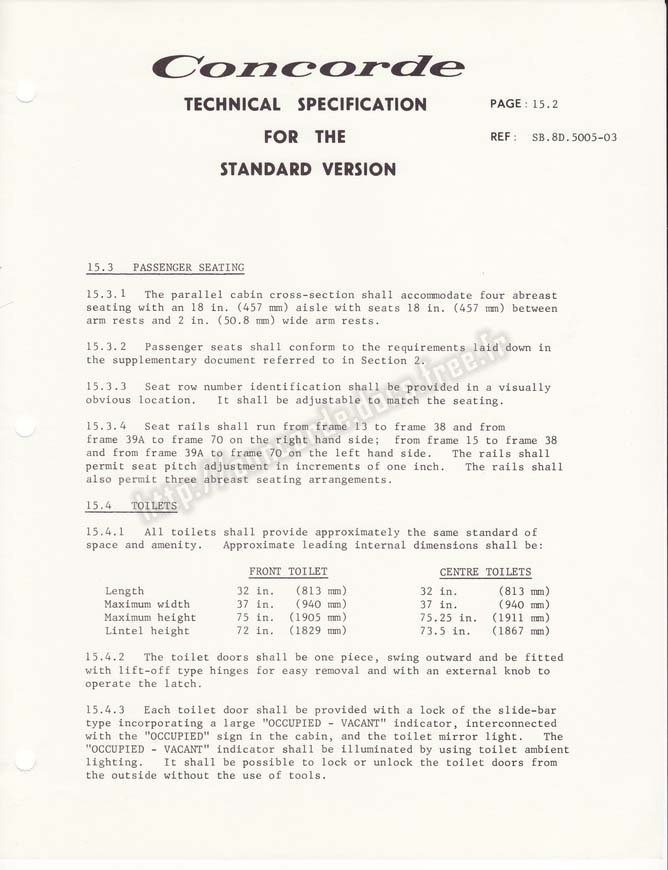 Concorde
TECHNICAL SPECIFICATION
FOR THE
STANDARD VERSION
PAGE: 15.2
REF: SB.8D.5005-03
15.3 PASSENGER SEATING
15.3.1 The parallel cabin cross-section shall accommodate four abreast
seating with an 18 in. (457 mm) aisle with seats 18 in. (457 mm) between
arm rests and 2 in. (50.8 mm) wide arm rests.
15.3.2 Passenger seats shall conform to the requirements laid down in
the supplementary document referred to in Section 2.
15.3.3 Seat row number identification shall be provided in a visually
obvious location. It shall be adjustable to match the seating.
15.3.4 Seat rails shall run from frame 13 to frame 38 and from
frame 39A to frame 70 on the right hand side; from frame 15 to frame 38
and from frame 39A to frame 70 on the left hand side. The rails shall
permit seat pitch adjustment in increments of one inch. The rails shall
also permit three abreast seating arrangements.
15.4 TOILETS
15.4.1 All toilets shall provide approximately the same standard of
space and amenity. Approximate leading internal dimensions shall be:
FRONT TOILET CENTRE TOILETS
Length 32 in. (813 mm) 32 in. (813 mm)
Maximum width 37 in. (940 mm) 37 in. (940 mm)
Maximum height 75 in. (1905 mm) 75.25 in. (1911 mm)
Lintel height 72 in. (1829 mm) 73.5 in. (1867 mm)
15.4.2 The toilet doors shall be one piece, swing outward and be fitted
with lift-off type hinges for easy removal and with an external knob to
operate the latch.
15.4.3 Each toilet door shall be provided with a lock of the slide-bar
type incorporating a large "OCCUPIED - VACANT" indicator, interconnected
with the "OCCUPIED" sign in the cabin, and the toilet mirror light. The
"OCCUPIED - VACANT" indicator shall be illuminated by using toilet ambient
lighting. It shall be possible to lock or unlock the toilet doors from
the outside without the use of tools.